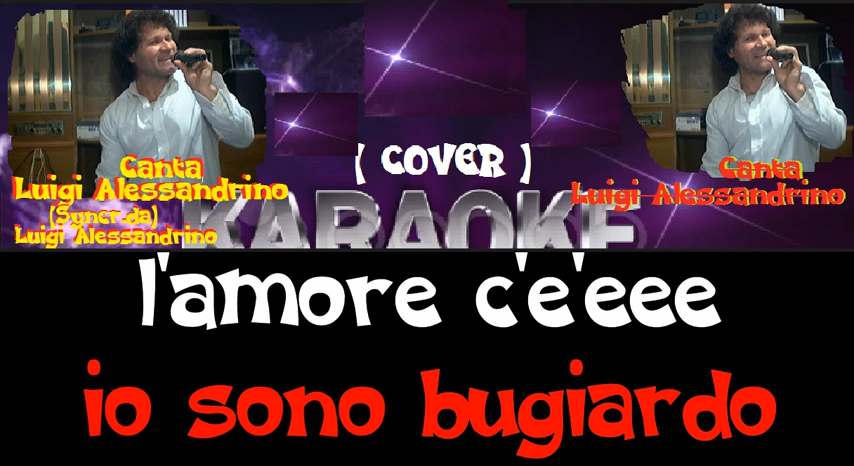 Canta
Luigi Alessandrino
(Syncr.da)
Luigi Alessandrino
( COVER )
KARAOKE
Canta
Luigi Alessandrino
l'amore c'e'eee
io sono bugiardo